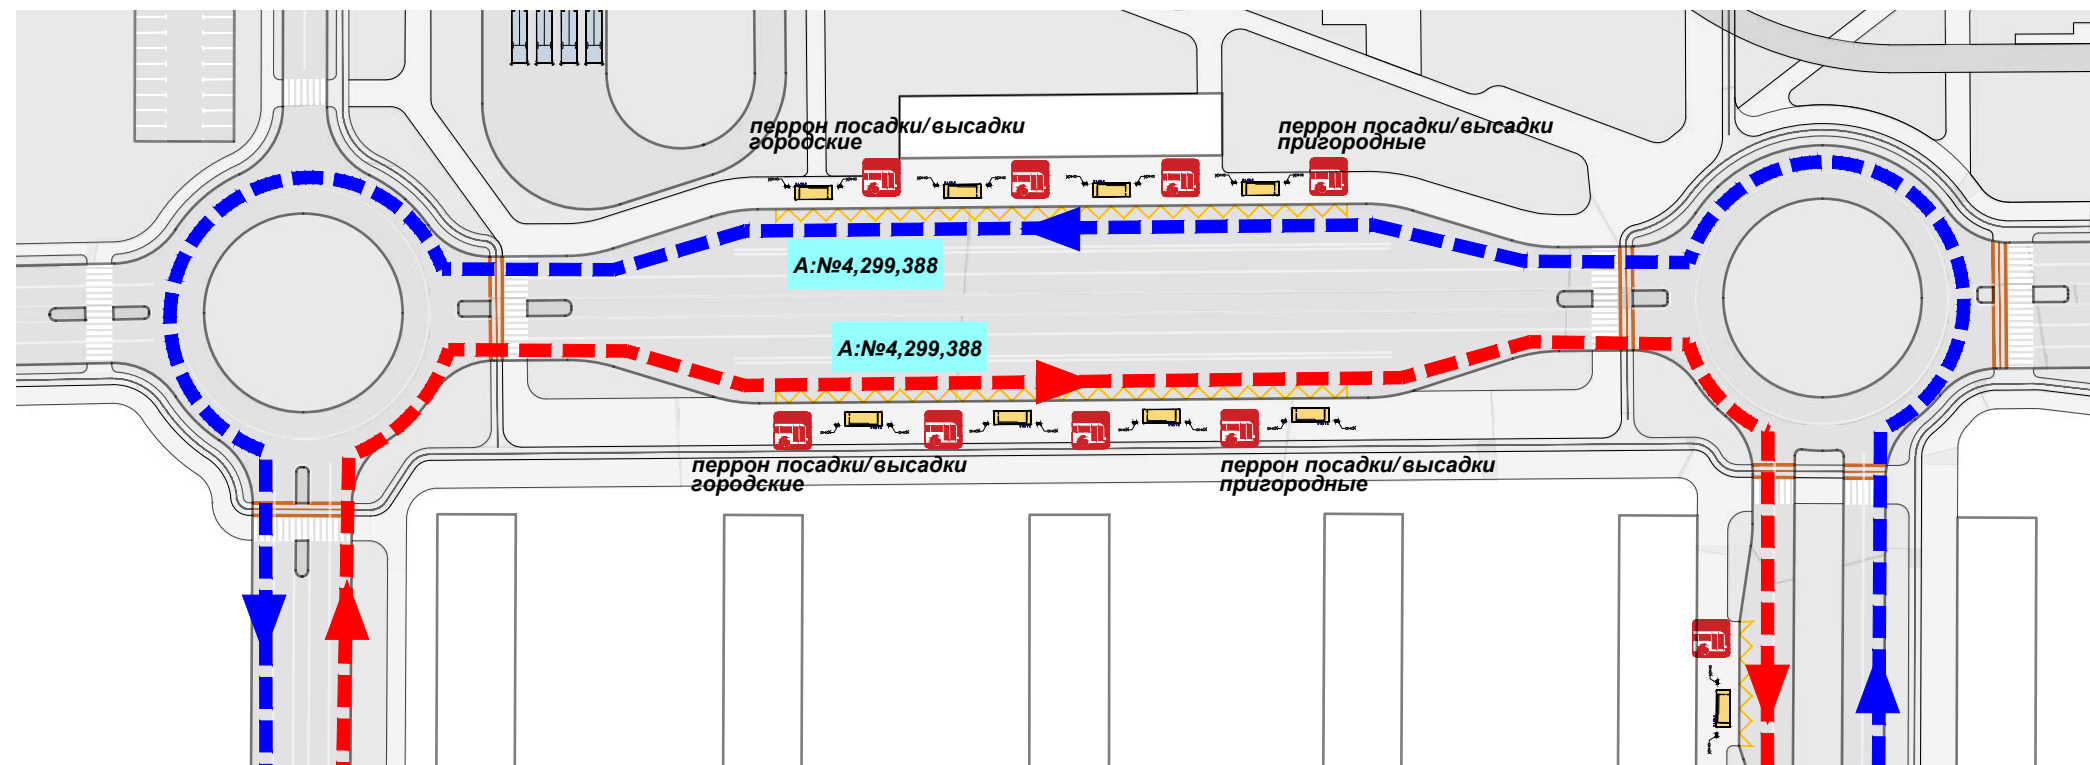 перрон посадки/высадки
городские
перрон посадки/высадки
пригородные
А:№4,299,388
А:№4,299,388
перрон посадки/высадки
городские
перрон посадки/высадки
пригородные